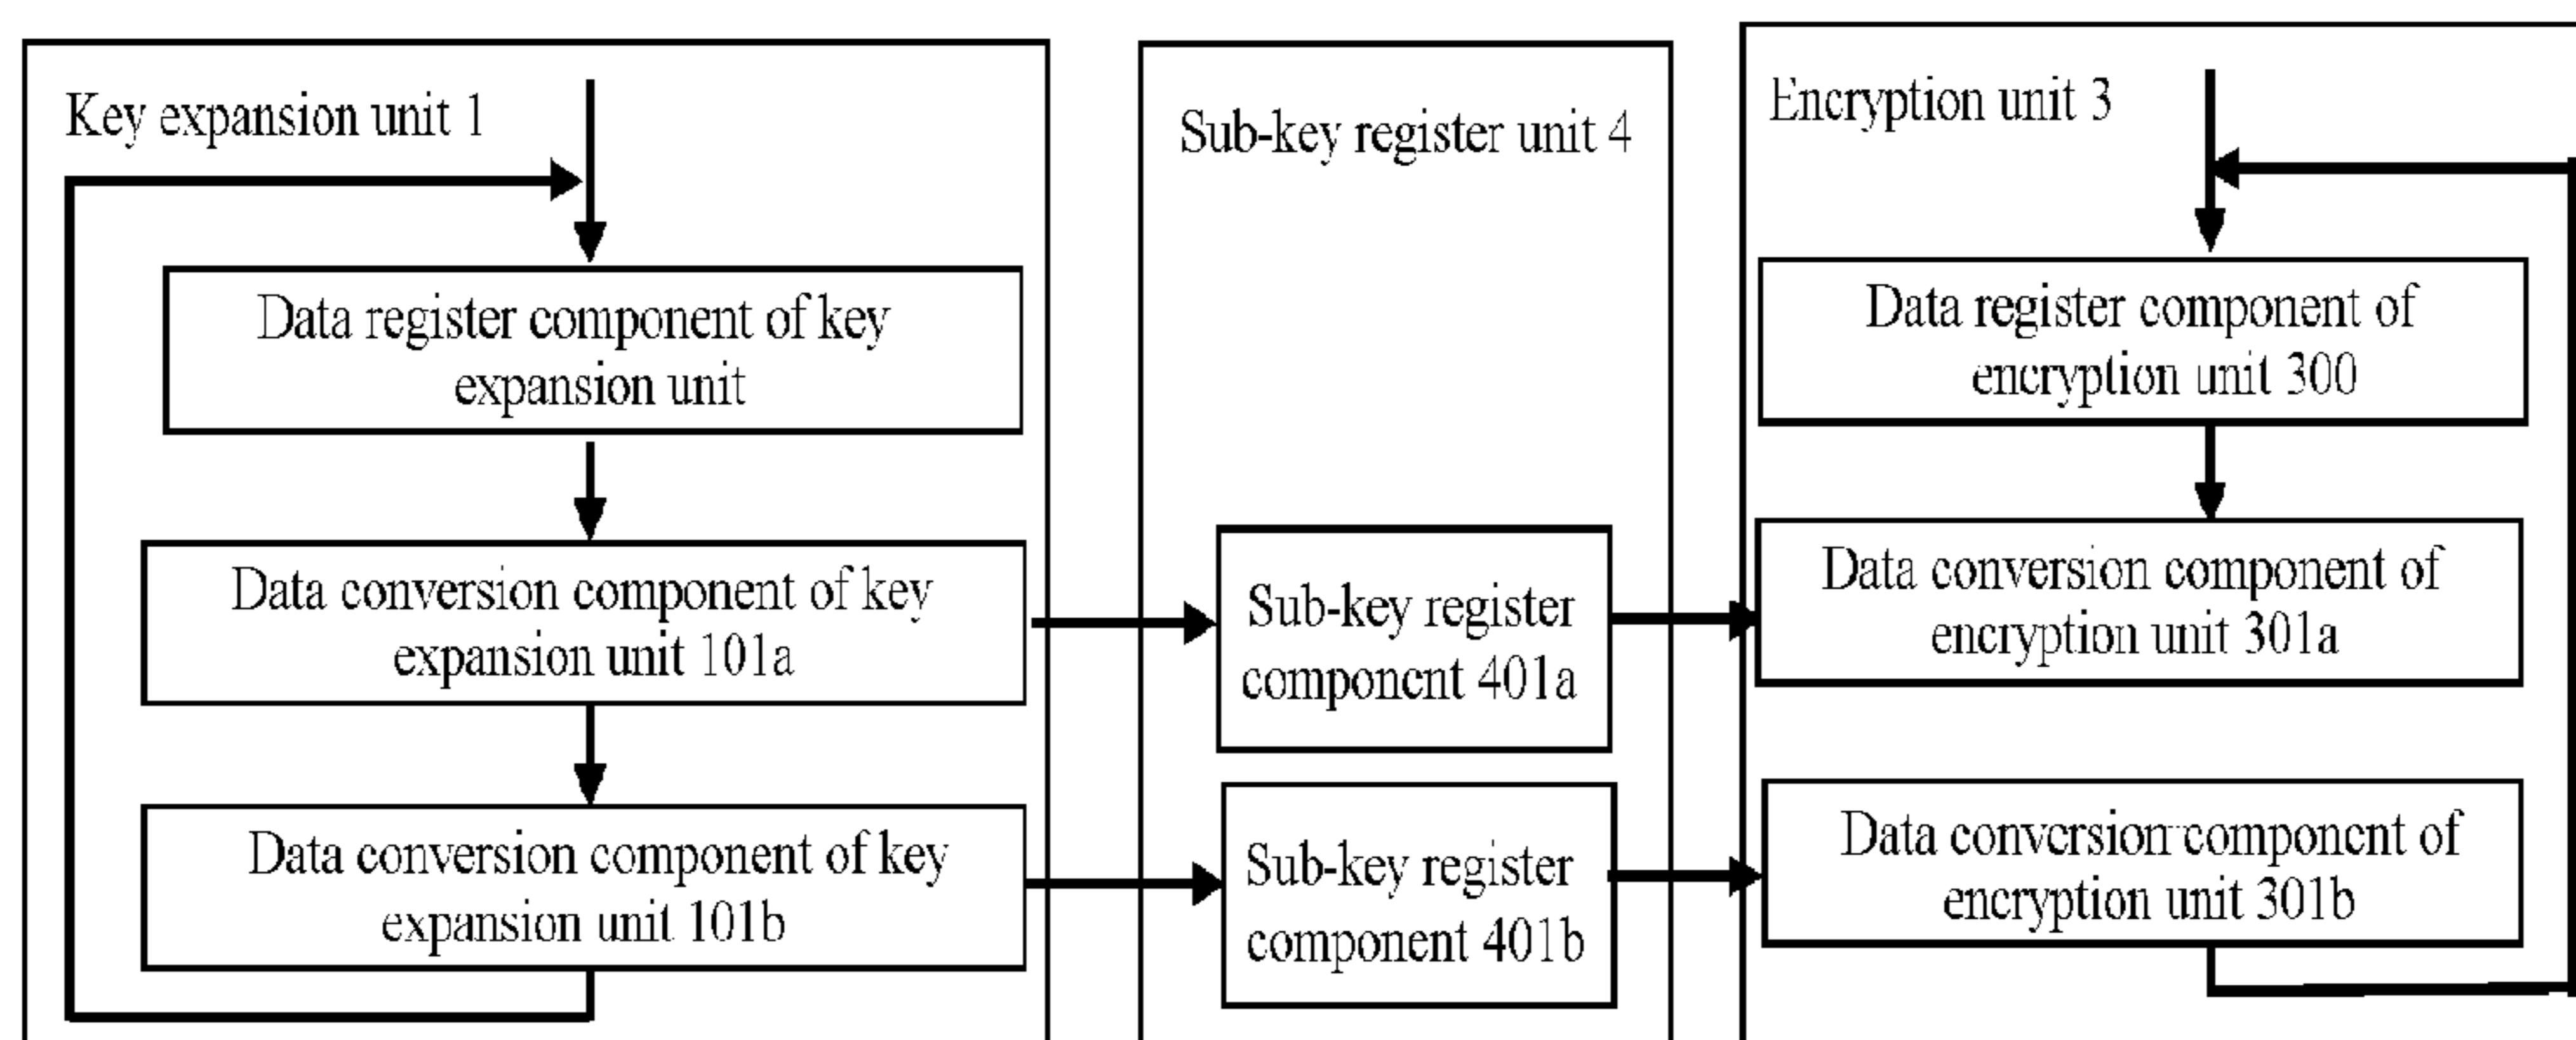 Key expansion unit 1
Data register component of key
expansion unit
Data conversion component of key
expansion unit 101a
Data conversion component of key
expansion unit 101b
Sub-key register unit 4
Sub-key register
component 401a
Sub-key register
component 401b
Encryption unit 3
Data register component of
encryption unit 300
Data conversion component of
encryption unit 301a
Data conversion component of
encryption unit 301b